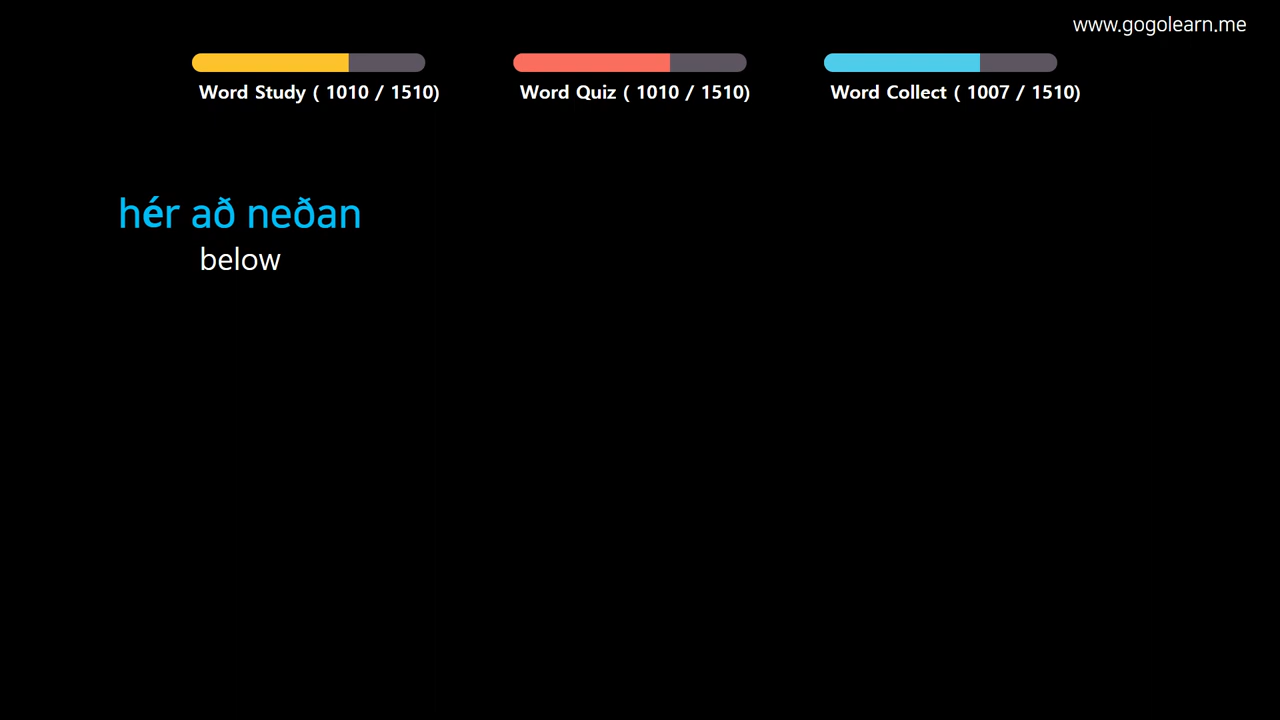 www.gogolearn.me
Word Study ( 1010 / 1510)
Word Quiz ( 1010 / 1510)
Word Collect ( 1007 / 1510)
hér að neðan
below